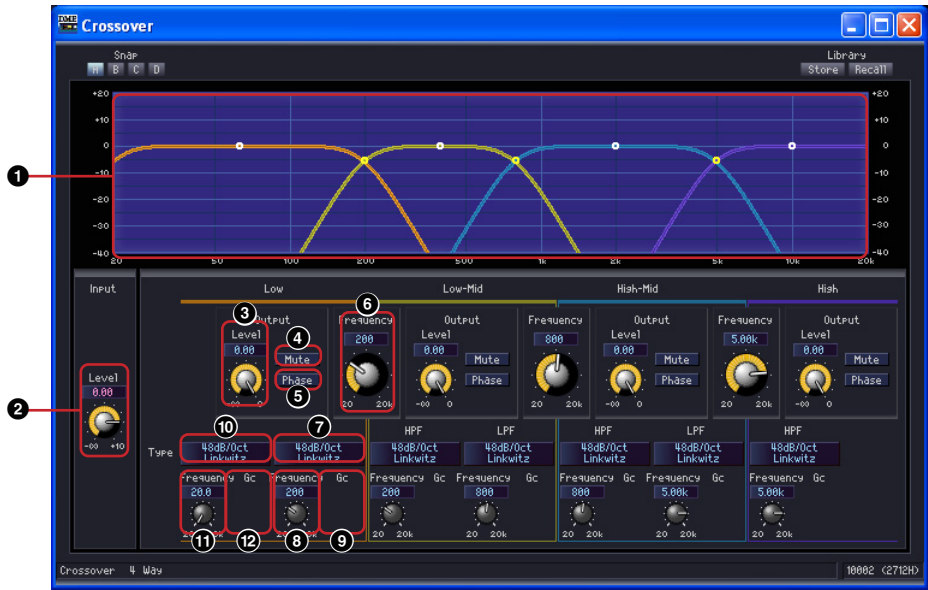 DME Crossover
Snap
H B C D
Library
Store Recall
+20 +20
+10 +10
0 0
-10 -10
-20 -20
-30 -30
-40 -40
20 50 100 200 500 1k 2k 5k 10k 20k
1
Input
Low Low-Mid High-Mid High
3 6
Output Frequency Output Frequency Output Frequency Output
Level 200 Level 800 Level 5.00k Level
4
0.00 Mute 0.00 Mute 0.00 Mute 0.00 Mute
Phase Phase Phase Phase
5
-∞ 0 20 20k -∞ 0 20 20k -∞ 0 20 20k -∞ 0
Level
0.00
2
-∞ +10
10 7
HPF LPF HPF LPF HPF
Type
48dB/Oct Linkwitz 48dB/Oct Linkwitz 48dB/Oct Linkwitz 48dB/Oct Linkwitz 48dB/Oct Linkwitz 48dB/Oct Linkwitz 48dB/Oct Linkwitz
Frequency Gc Frequency Gc Frequency Gc Frequency Gc Frequency Gc Frequency Gc Frequency Gc
20.0 200 200 800 800 5.00k 5.00k
20 20k 20 20k 20 20k 20 20k 20 20k 20 20k 20 20k
11 12 8 9
Crossover 4 Way
10002 (2712H)